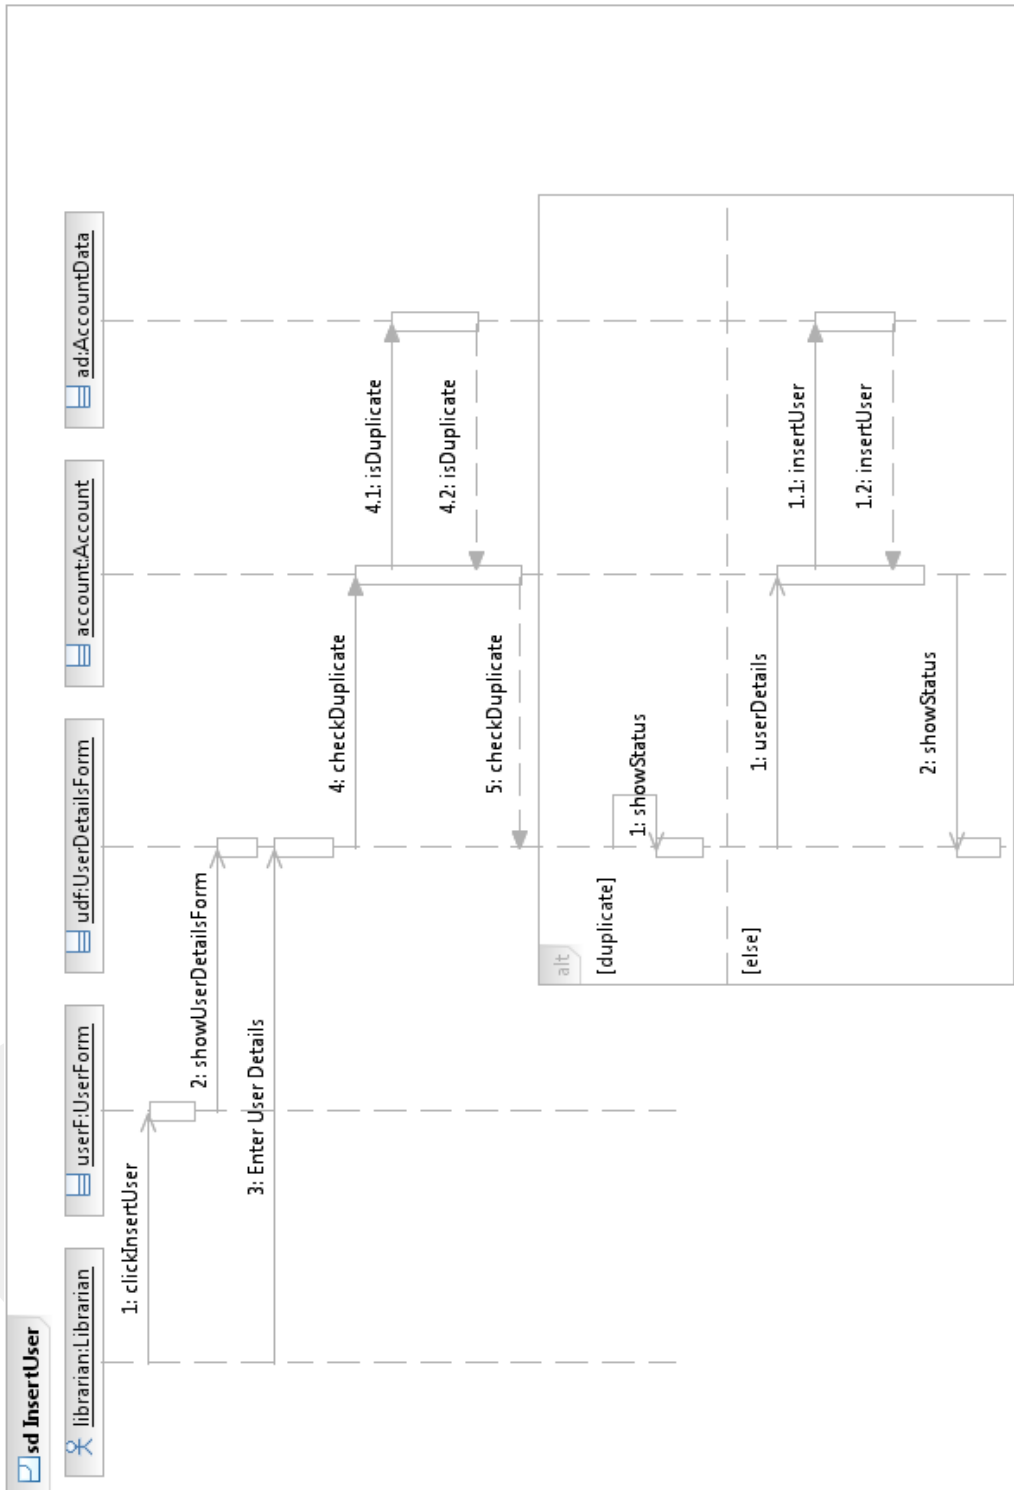 sd InsertUser
librarian:Librarian
userF:UserForm
udf:UserDetailsForm
account:Account
ad:AccountData
1: clickInsertUser
2: showUserDetailsForm
3: Enter User Details
4: checkDuplicate
4.1: isDuplicate
4.2: isDuplicate
5: checkDuplicate
alt
[duplicate]
1: showStatus
[else]
1: userDetails
1.1: insertUser
1.2: insertUser
2: showStatus